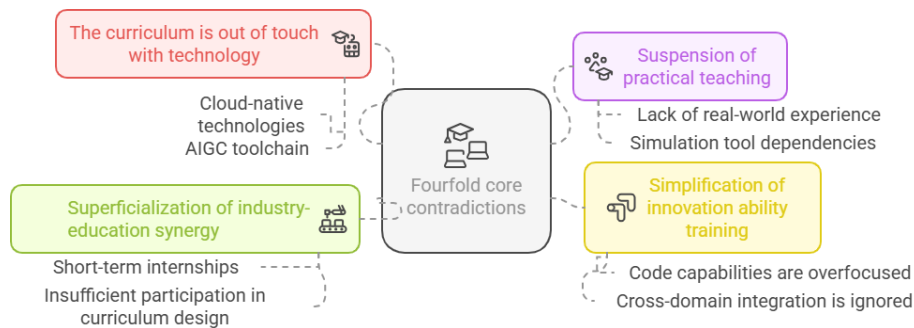 The curriculum is out of touch
with technology
Cloud-native
technologies
AIGC toolchain
Superficialization of industry-
education synergy
Short-term internships
Insufficient participation in
curriculum design
Fourfold core
contradictions
Suspension of
practical teaching
Lack of real-world experience
Simulation tool dependencies
Simplification of
innovation ability
training
Code capabilities are overfocused
Cross-domain integration is ignored